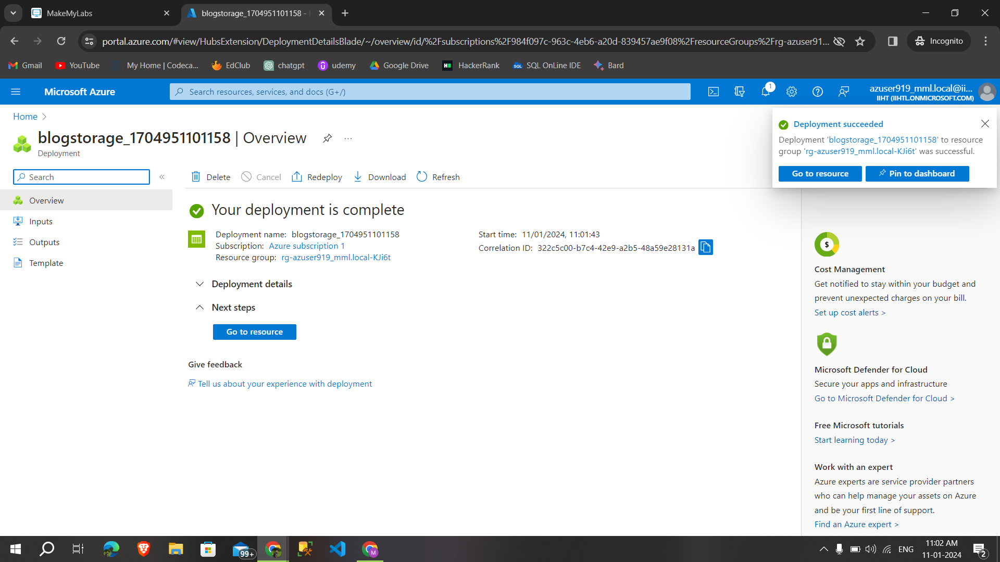 MakeMyLabs
blogstorage_1704951101158 -
portal.azure.com/#view/HubsExtension/DeploymentDetailsBlade/~/overview/id/%2Fsubscriptions%2F984f097c-963c-4eb6-a20d-839457ae9f08%2FresourceGroups%2Frg-azuser91...
Incognito
Gmail
YouTube
My Home | Codeca...
EdClub
chatgpt
udemy
Google Drive
HackerRank
SQL OnLine IDE
Bard
Microsoft Azure
Search resources, services, and docs (G+/)
1
azuser919_mml.local@ii...
IIHT (IIHTL.ONMICROSOFT.COM)
Home
blogstorage_1704951101158 | Overview
Deployment
Deployment succeeded
Deployment 'blogstorage_1704951101158' to resource
group 'rg-azuser919_mml.local-KJi6t' was successful.
Go to resource
Pin to dashboard
Search
Overview
Inputs
Outputs
Template
Delete
Cancel
Redeploy
Download
Refresh
Your deployment is complete
Deployment name: blogstorage_1704951101158
Subscription: Azure subscription 1
Resource group: rg-azuser919_mml.local-KJi6t
Start time: 11/01/2024, 11:01:43
Correlation ID: 322c5c00-b7c4-42e9-a2b5-48a59e28131a
Deployment details
Next steps
Go to resource
Give feedback
Tell us about your experience with deployment
$
Cost Management
Get notified to stay within your budget and
prevent unexpected charges on your bill.
Set up cost alerts >
Microsoft Defender for Cloud
Secure your apps and infrastructure
Go to Microsoft Defender for Cloud >
Free Microsoft tutorials
Start learning today >
Work with an expert
Azure experts are service provider partners
who can help manage your assets on Azure
and be your first line of support.
Find an Azure expert >
99+
M
ENG
11:02 AM
11-01-2024
2